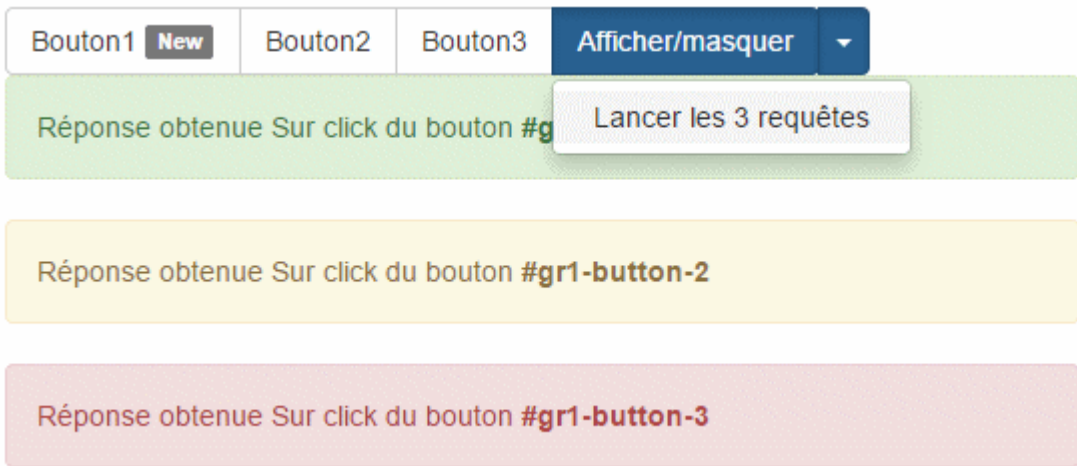 Bouton1 New Bouton2 Bouton3 Afficher/masquer
Lancer les 3 requêtes
Réponse obtenue Sur click du bouton #g
Réponse obtenue Sur click du bouton #gr1-button-2
Réponse obtenue Sur click du bouton #gr1-button-3